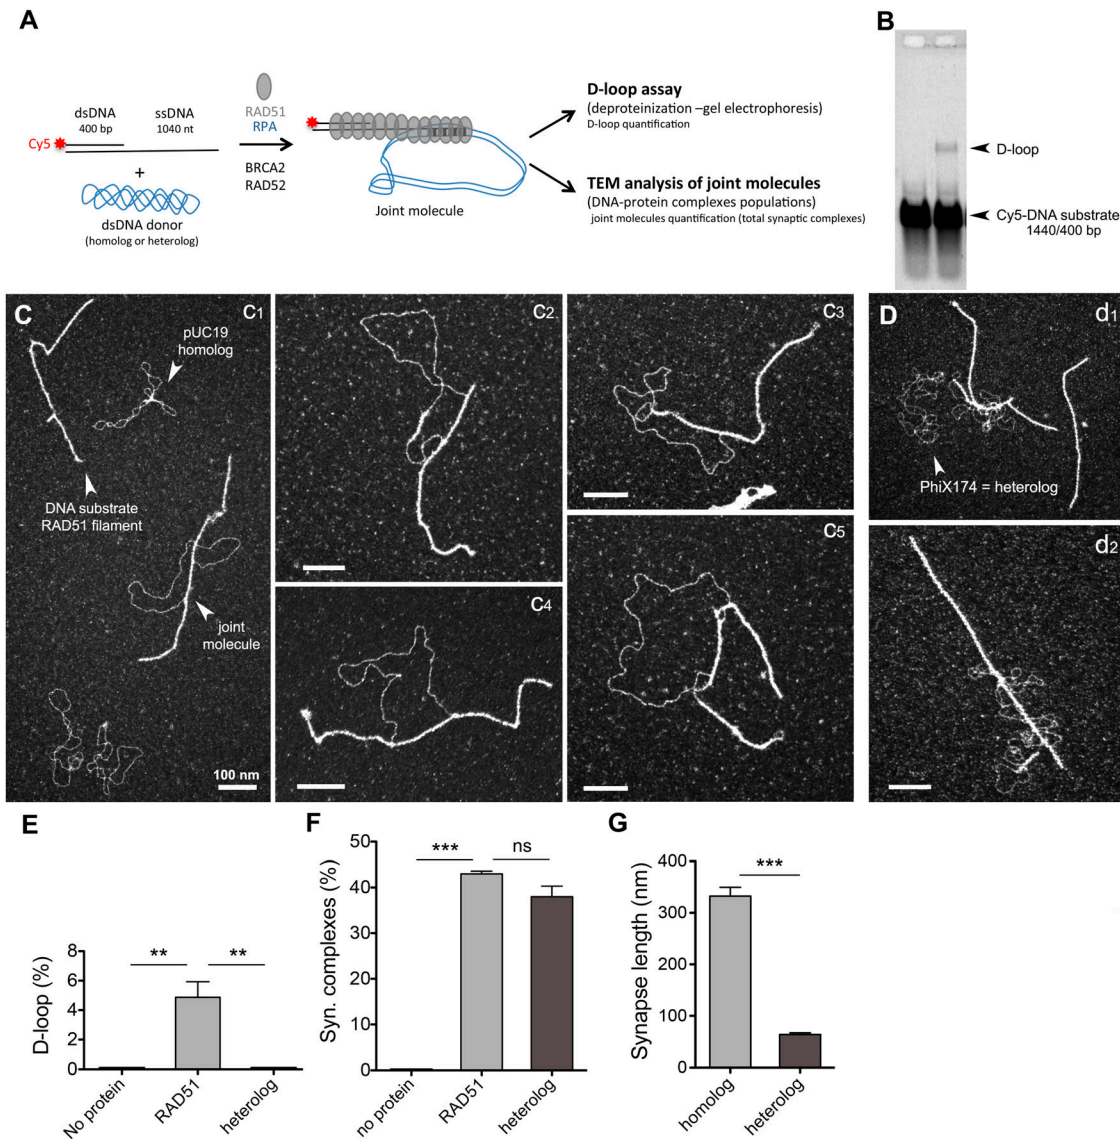 A
dsDNA
400 bp
ssDNA
1040 nt
Cy5
+
dsDNA donor
(homolog or heterolog)
RAD51
RPA
BRCA2
RAD52
Joint molecule
D-loop assay
(deproteinization –gel electrophoresis)
D-loop quantification
TEM analysis of joint molecules
(DNA-protein complexes populations)
joint molecules quantification (total synaptic complexes)
B
D-loop
Cy5-DNA substrate
1440/400 bp
C
c1
pUC19
homolog
DNA substrate
RAD51 filament
joint
molecule
100 nm
c2
c3
c4
c5
D
d1
PhiX174 = heterolog
d2
E
D-loop (%)
8
6
4
2
0
**
**
No protein
RAD51
heterolog
F
Syn. complexes (%)
50
40
30
20
10
0
***
ns
no protein
RAD51
heterolog
G
Synapse length (nm)
400
300
200
100
0
***
homolog
heterolog